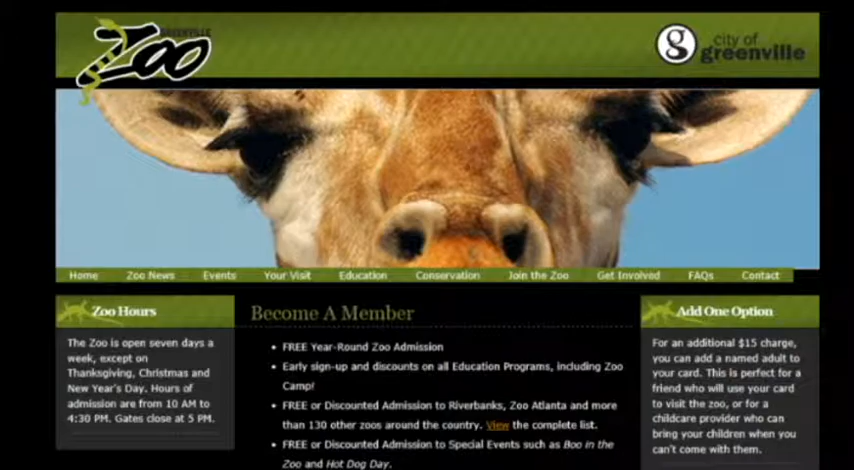 GREENVILLE
Zoo
g
city of
greenville
Home Zoo News Events Your Visit Education Conservation Join the Zoo Get Involved FAQs Contact
Zoo Hours
The Zoo is open seven days a
week, except on
Thanksgiving, Christmas and
New Year's Day. Hours of
admission are from 10 AM to
4:30 PM. Gates close at 5 PM.
Become A Member
• FREE Year-Round Zoo Admission
• Early sign-up and discounts on all Education Programs, including Zoo
Camp!
• FREE or Discounted Admission to Riverbanks, Zoo Atlanta and more
than 130 other zoos around the country. View the complete list.
• FREE or Discounted Admission to Special Events such as Boo in the
Zoo and Hot Dog Day.
Add One Option
For an additional $15 charge,
you can add a named adult to
your card. This is perfect for a
friend who will use your card
to visit the zoo, or for a
childcare provider who can
bring your children when you
can't come with them.